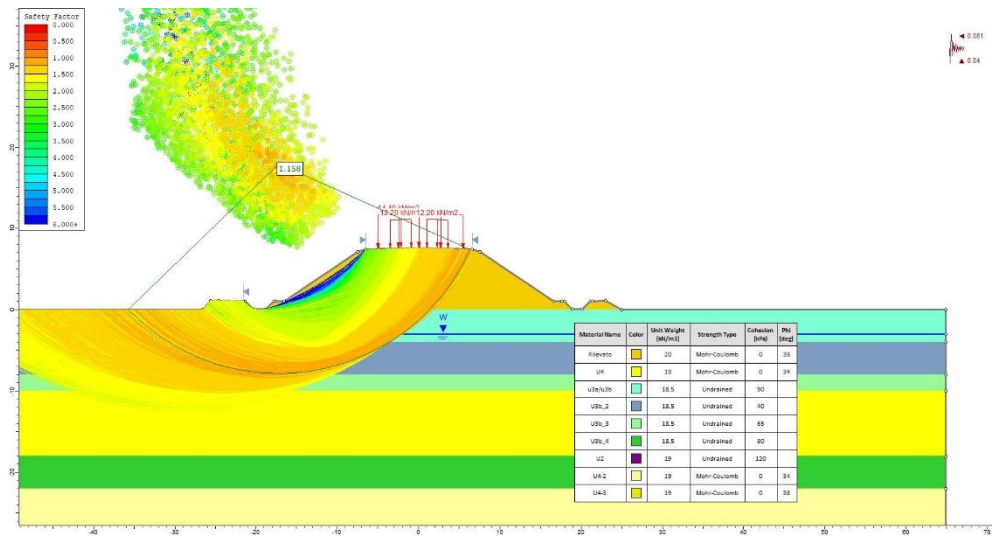 Safety Factor
0.000
0.500
1.000
1.500
2.000
2.500
3.000
3.500
4.000
4.500
5.000
5.500
6.000+
0.081
0.04
1.158
12.20 kN/m2
12.20 kN/m2
W
Material Name Color Unit Weight (kN/m3) Strength Type Cohesion (kPa) Phi (deg)
Rilevato 20 Mohr-Coulomb 0 38
U4 19 Mohr-Coulomb 0 34
u3a/u3b 18.5 Undrained 90
U3b_2 18.5 Undrained 40
U3b_3 18.5 Undrained 65
U3b_4 18.5 Undrained 80
U2 19 Undrained 120
U4-2 19 Mohr-Coulomb 0 34
U4-3 19 Mohr-Coulomb 0 38
30
20
10
0
-10
-20
-40 -30 -20 -10 0 10 20 30 40 50 60 70